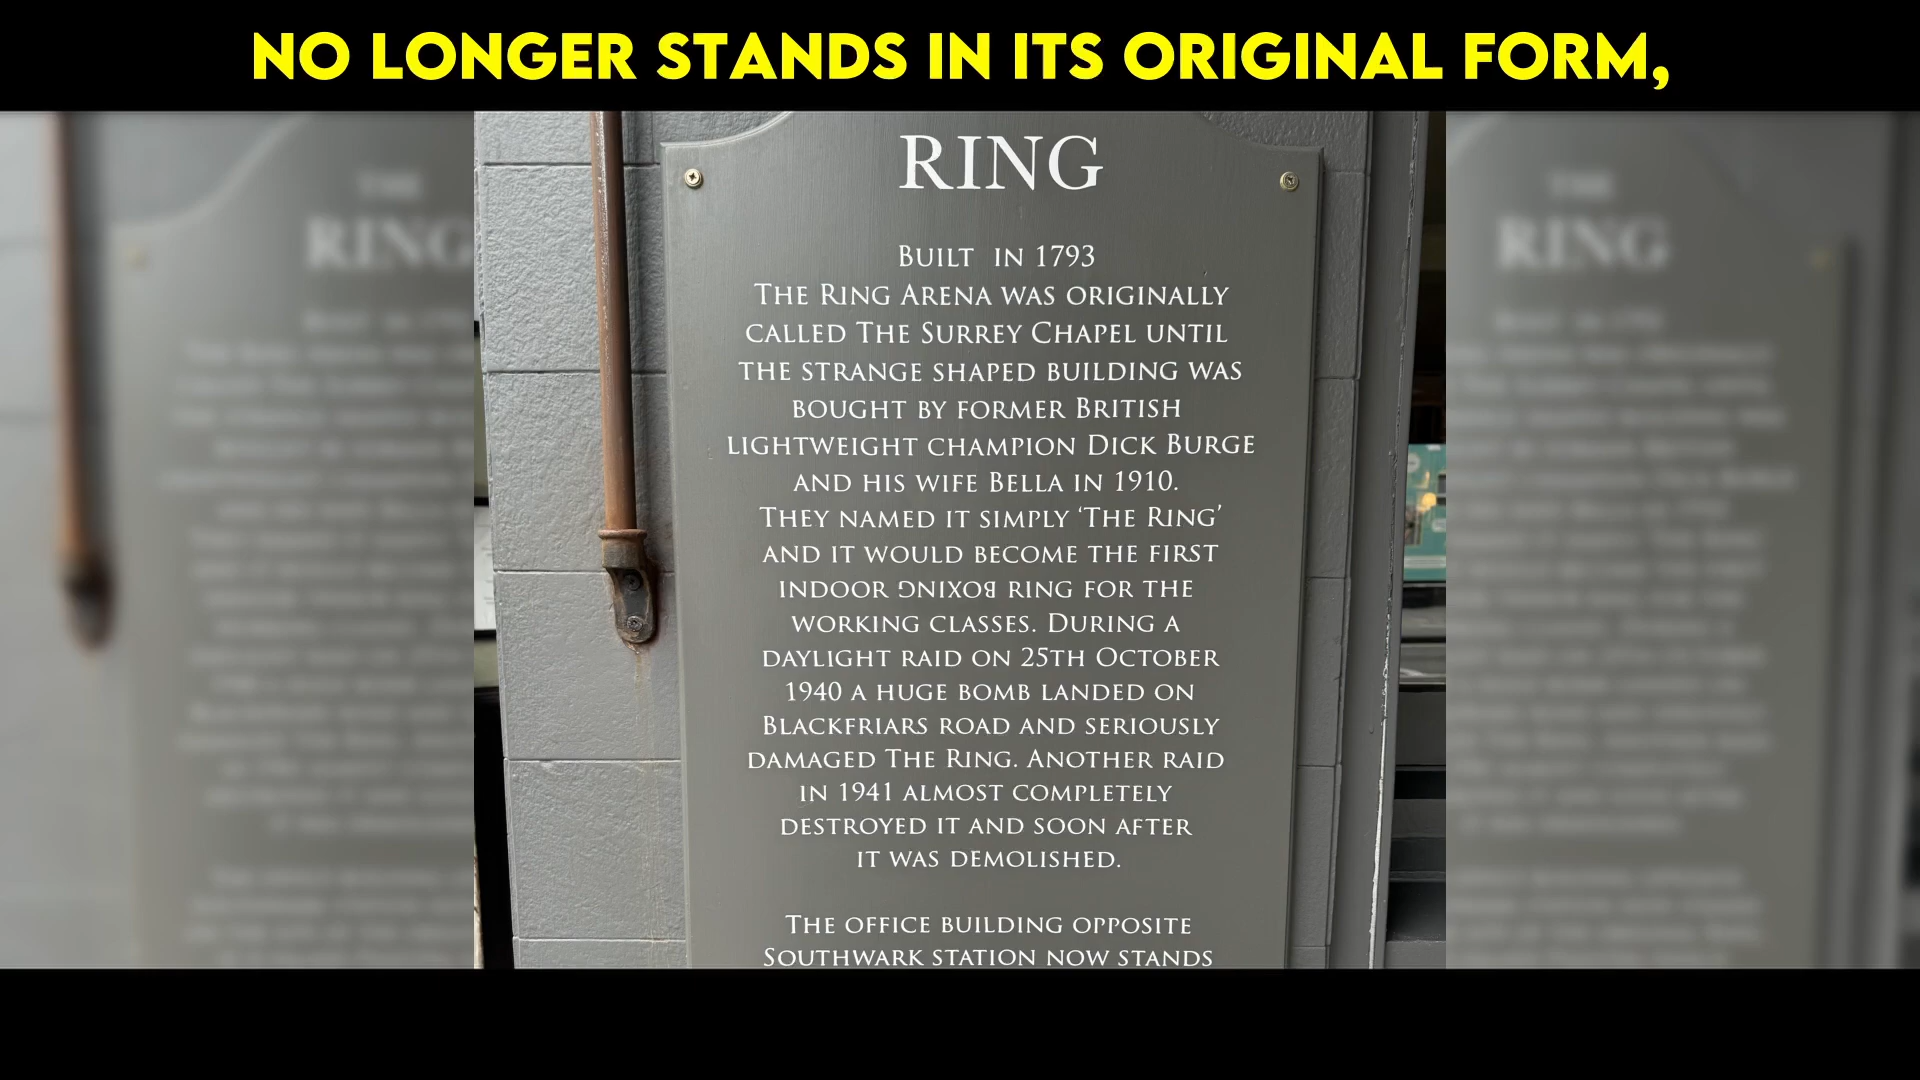 NO LONGER STANDS IN ITS ORIGINAL FORM,
THE
RING
THE
RING
RING
BUILT IN 1793
THE RING ARENA WAS ORIGINALLY
CALLED THE SURREY CHAPEL UNTIL
THE STRANGE SHAPED BUILDING WAS
BOUGHT BY FORMER BRITISH
LIGHTWEIGHT CHAMPION DICK BURGE
AND HIS WIFE BELLA IN 1910.
THEY NAMED IT SIMPLY ‘THE RING’
AND IT WOULD BECOME THE FIRST
INDOOR BOXING RING FOR THE
WORKING CLASSES. DURING A
DAYLIGHT RAID ON 25TH OCTOBER
1940 A HUGE BOMB LANDED ON
BLACKFRIARS ROAD AND SERIOUSLY
DAMAGED THE RING. ANOTHER RAID
IN 1941 ALMOST COMPLETELY
DESTROYED IT AND SOON AFTER
IT WAS DEMOLISHED.
THE OFFICE BUILDING OPPOSITE
SOUTHWARK STATION NOW STANDS